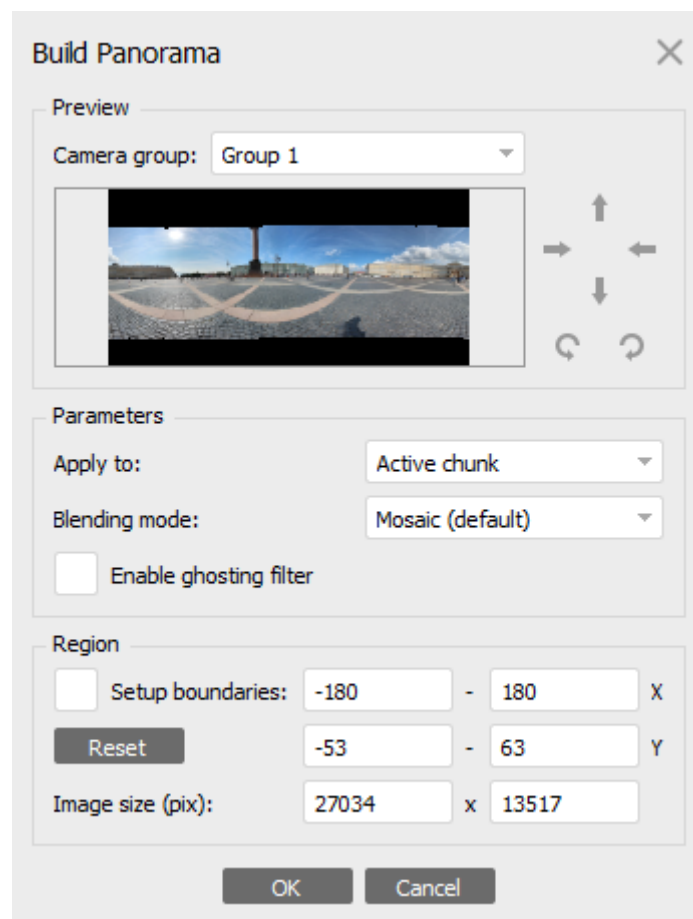 Build Panorama
Preview
Camera group: Group 1
Parameters
Apply to: Active chunk
Blending mode: Mosaic (default)
Enable ghosting filter
Region
Setup boundaries: -180 - 180 X
Reset -53 - 63 Y
Image size (pix): 27034 x 13517
OK Cancel